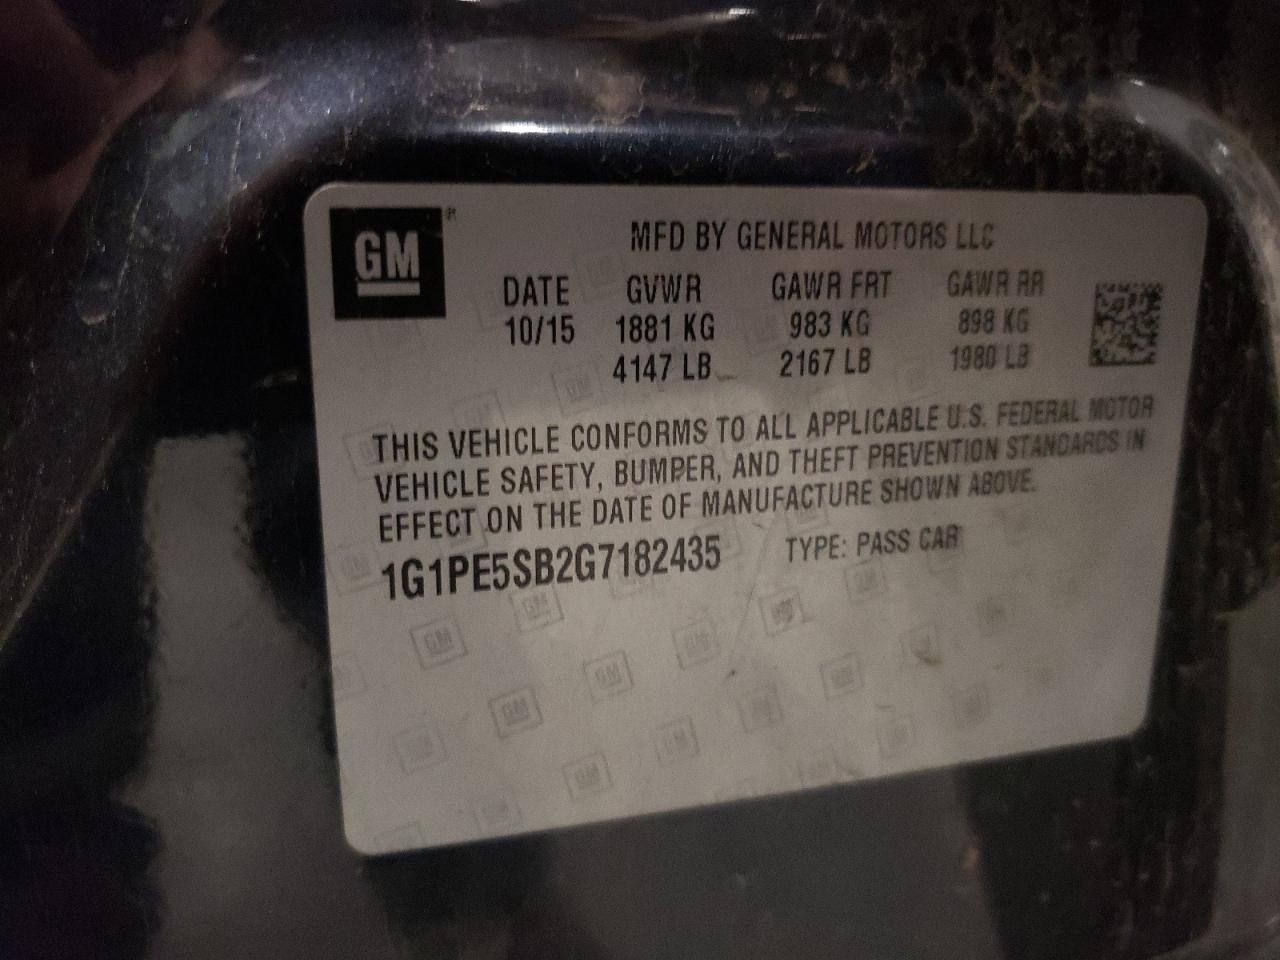 GM®
MFD BY GENERAL MOTORS LLC
DATE GVWR GAWR FRT GAWR RR
10/15 1881 KG 983 KG 898 KG
4147 LB 2167 LB 1980 LB
THIS VEHICLE CONFORMS TO ALL APPLICABLE U.S. FEDERAL MOTOR
VEHICLE SAFETY, BUMPER, AND THEFT PREVENTION STANDARDS IN
EFFECT ON THE DATE OF MANUFACTURE SHOWN ABOVE.
1G1PE5SB2G7182435 TYPE: PASS CAR